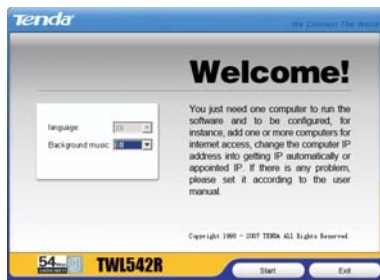 Tenda
We Connect The World
Welcome!
language:
Background music:
You just need one computer to run the
software and to be configured, for
instance, add one or more computers for
internet access, change the computer IP
address into getting IP automatically or
appointed IP. If there is any problem,
please set it according to the user
manual.
Copyright 1998 - 2007 TENDA All Rights Reserved
54
TWL542R
Start
Exit